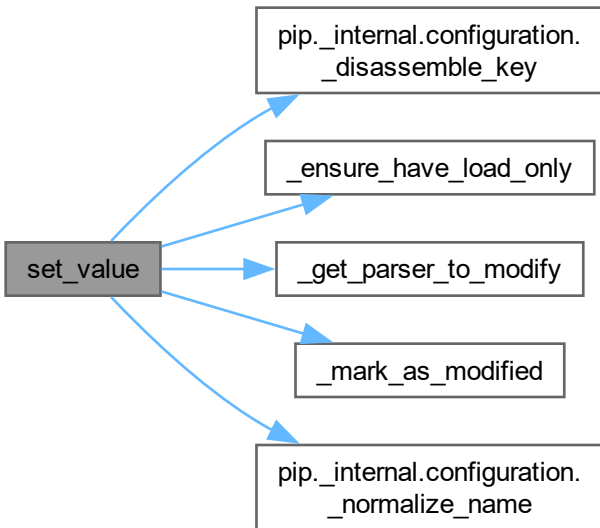 pip._internal.configuration.
_disassemble_key
_ensure_have_load_only
set_value
_get_parser_to_modify
_mark_as_modified
pip._internal.configuration.
_normalize_name